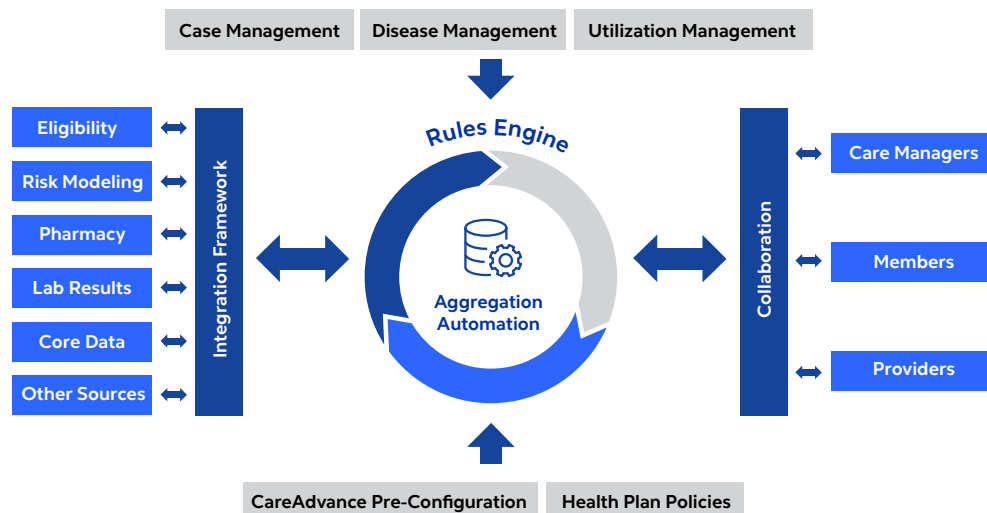 Case Management
Disease Management
Utilization Management
Rules Engine
Eligibility
Risk Modeling
Pharmacy
Lab Results
Core Data
Other Sources
Integration Framework
Aggregation
Automation
Collaboration
Care Managers
Members
Providers
CareAdvance Pre-Configuration
Health Plan Policies